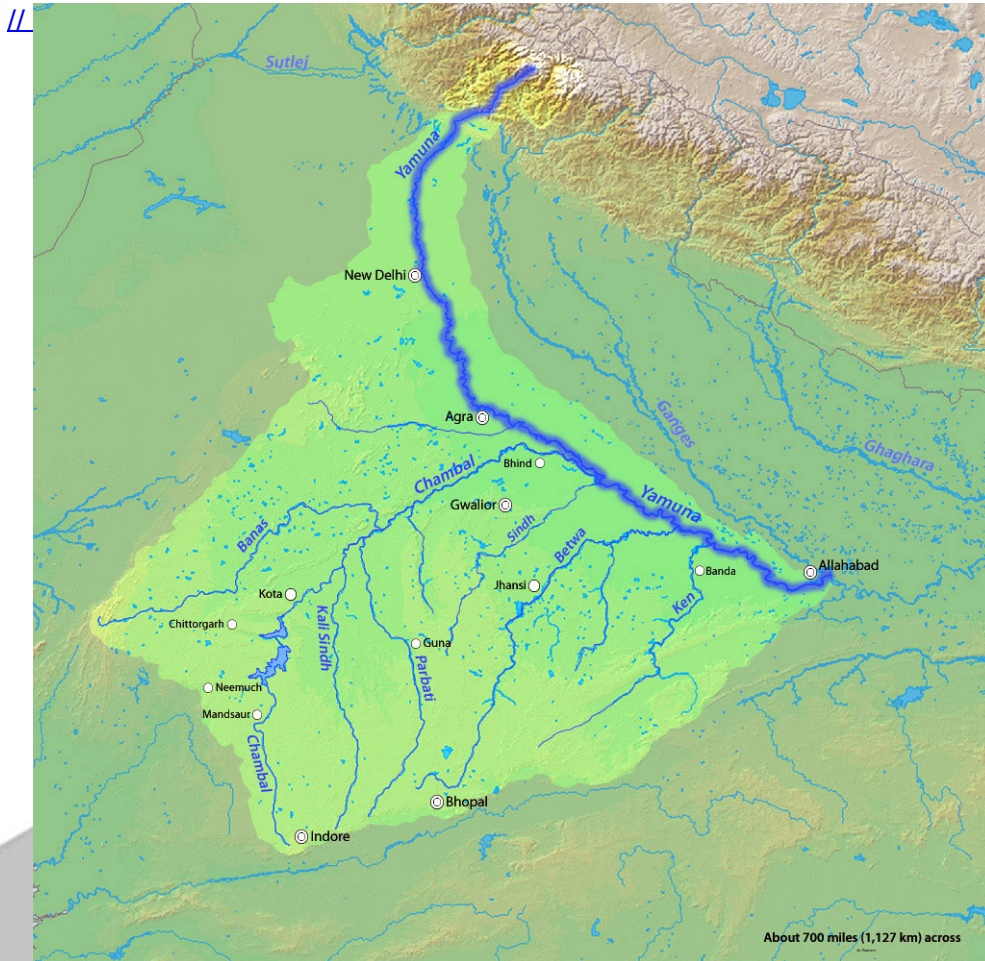 //
Sutlej
Yamuna
New Delhi
Agra
Ganges
Ghaghara
Chambal
Bhind
Gwalior
Yamuna
Sindh
Banas
Betwa
Allahabad
Banda
Jhansi
Kota
Ken
Kali Sindh
Chittorgarh
Guna
Parbati
Neemuch
Mandsaur
Chambal
Bhopal
Indore
About 700 miles (1,127 km) across